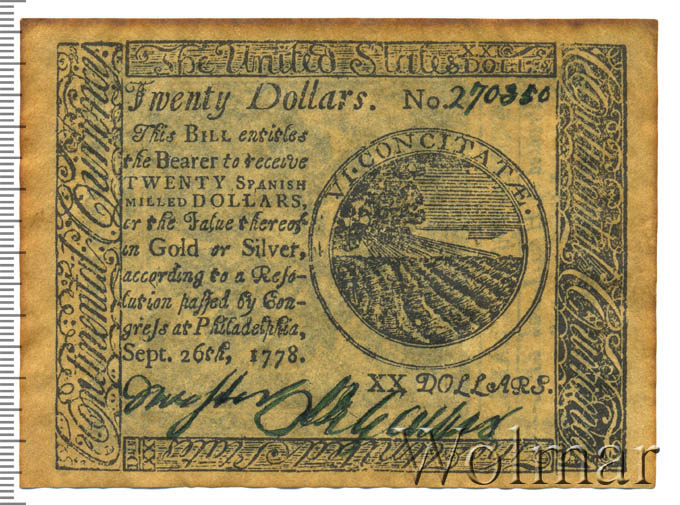 The United States
XX
DOLL
Twenty Dollars. No. 270350
This BILL entitles
the Bearer to receive
TWENTY SPANISH
MILLED DOLLARS,
or the Value thereof
in Gold or Silver,
according to a Reso-
lution passed by Con-
gress at Philadelphia,
Sept. 26th, 1778.
VI. CONCITATÆ.
XX DOLLARS.
Continental Currency
Wolmar